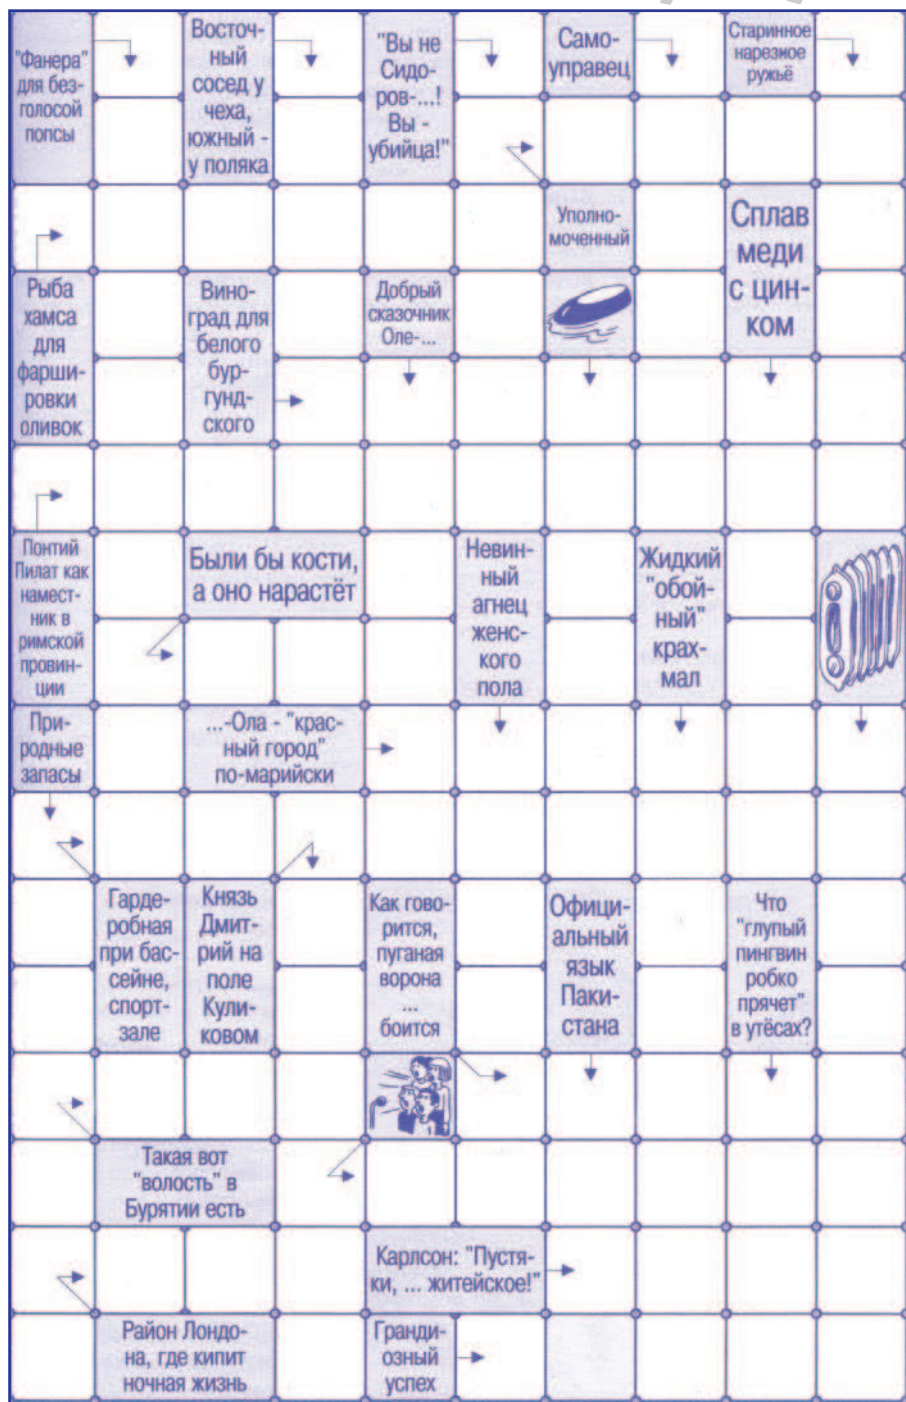 "Фанера"
для без-
голосой
попсы
Восточ-
ный
сосед у
чеха,
южный -
у поляка
"Вы не
Сидо-
ров-...!
Вы -
убийца!"
Само-
управец
Старинное
нарезное
ружьё
Уполно-
моченный
Сплав
меди
с цин-
ком
Рыба
хамса
для
фарши-
ровки
оливок
Вино-
град для
белого
бур-
гунд-
ского
Добрый
сказочник
Оле-...
Понтий
Пилат как
намест-
ник в
римской
провин-
ции
Были бы кости,
а оно нарастёт
Невин-
ный
агнец
женс-
кого
пола
Жидкий
"обой-
ный"
крах-
мал
При-
родные
запасы
...-Ола - "крас-
ный город"
по-марийски
Гарде-
робная
при бас-
сейне,
спорт-
зале
Князь
Дмит-
рий на
поле
Кули-
ковом
Как гово-
рится,
пуганая
ворона
...
боится
Офици-
альный
язык
Паки-
стана
Что
"глупый
пингвин
робко
прячет"
в утёсах?
Такая вот
"волость" в
Бурятии есть
Карлсон: "Пустя-
ки, ... житейское!"
Район Лондо-
на, где кипит
ночная жизнь
Гранди-
озный
успех